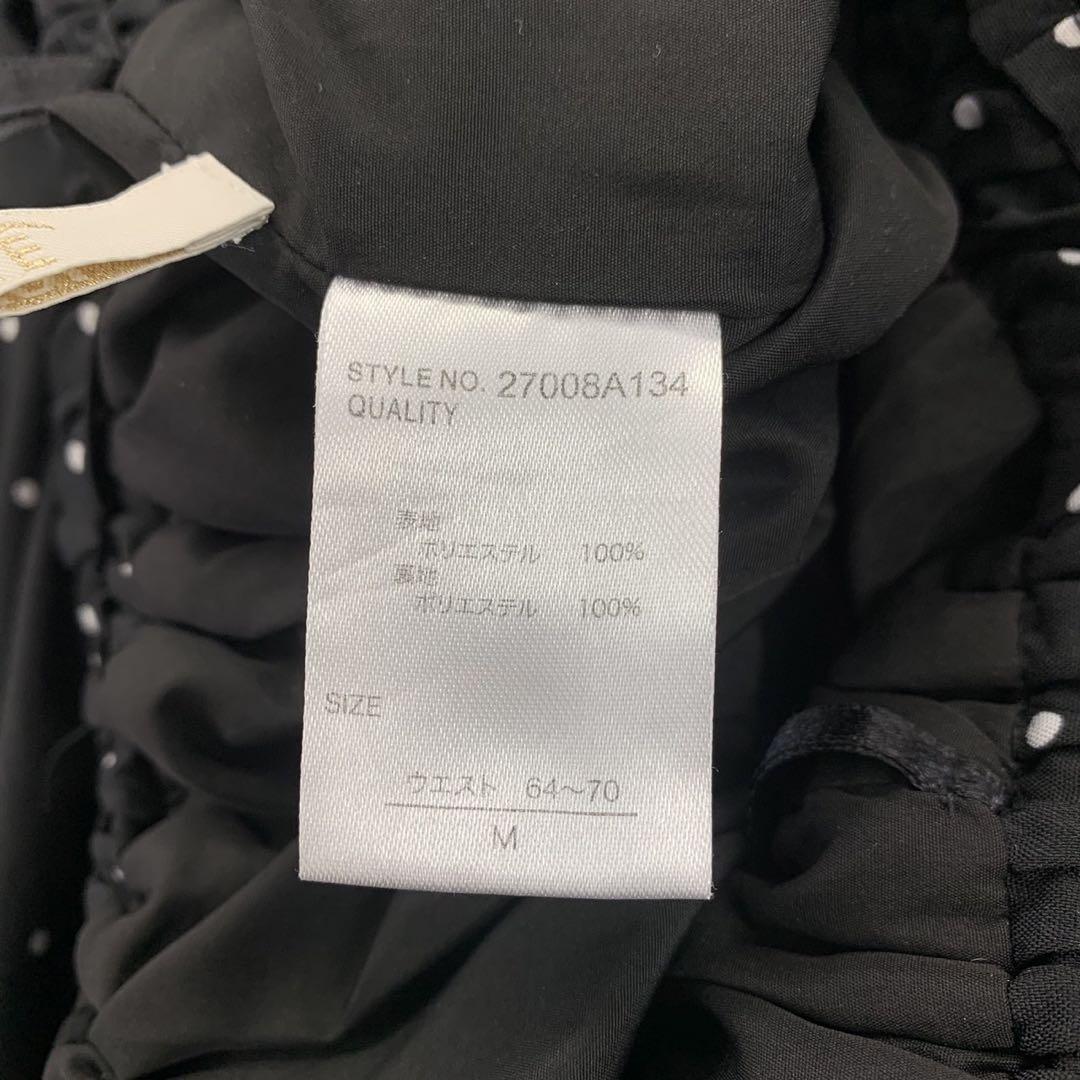 STYLE NO. 27008A134
QUALITY
表地
ポリエステル 100%
裏地
ポリエステル 100%
SIZE
ウエスト 64~70
M